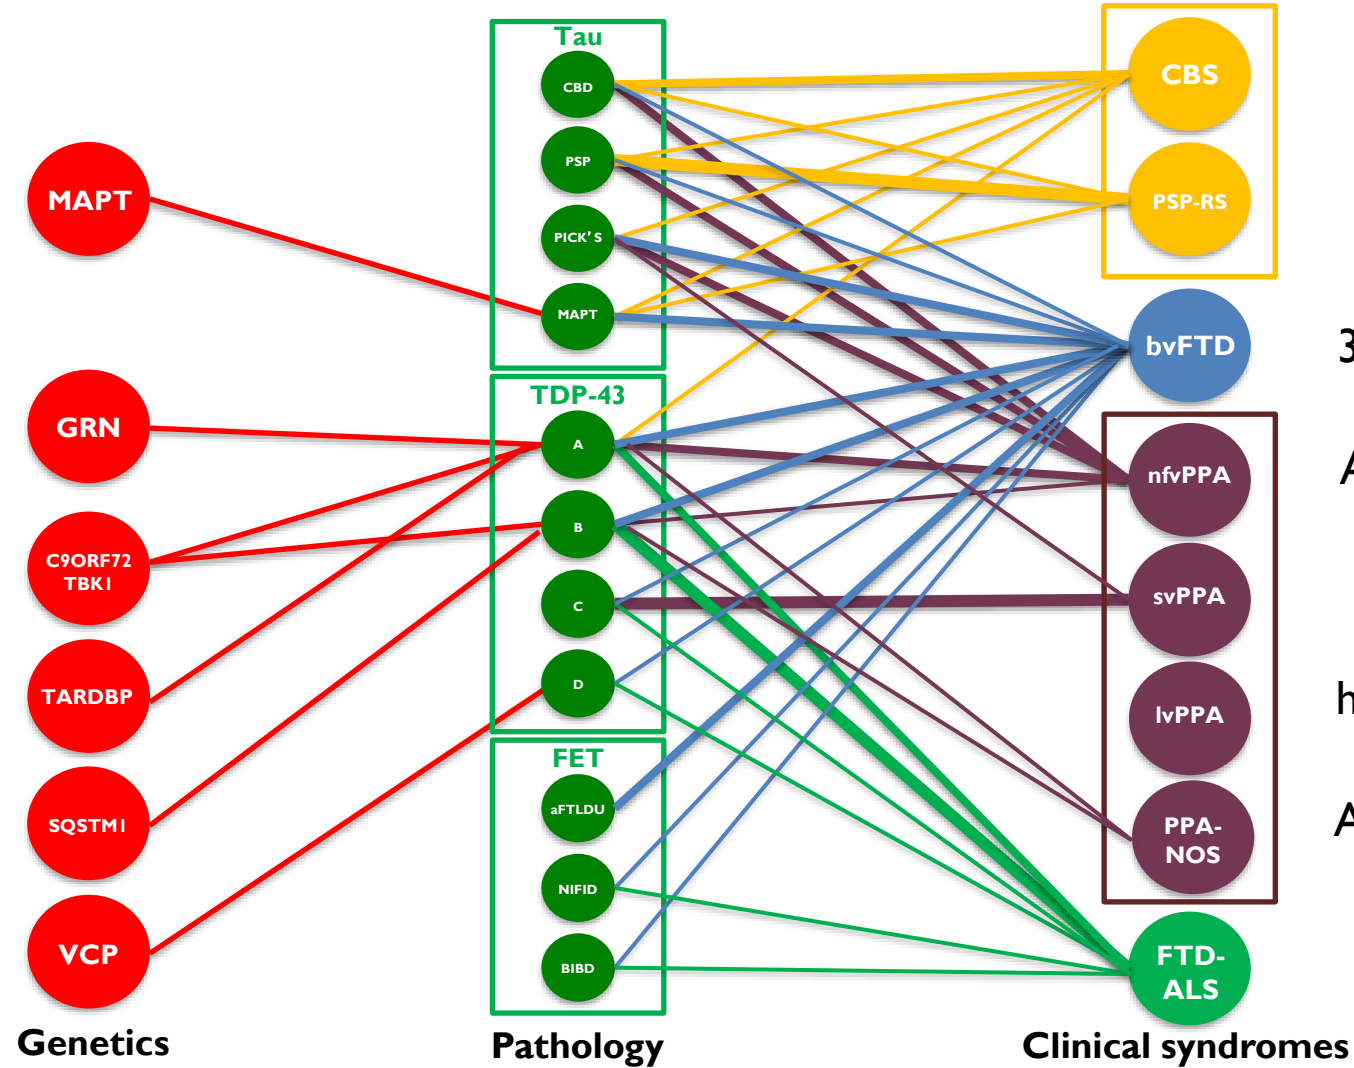 MAPT
GRN
C9ORF72
TBK1
TARDBP
SQSTM1
VCP
Genetics
Tau
CBD
PSP
PICK'S
MAPT
TDP-43
A
B
C
D
FET
aFTLDU
NIFID
BIBD
Pathology
CBS
PSP-RS
bvFTD
nfvPPA
svPPA
lvPPA
PPA-
NOS
FTD-
ALS
Clinical syndromes
3
A
h
A